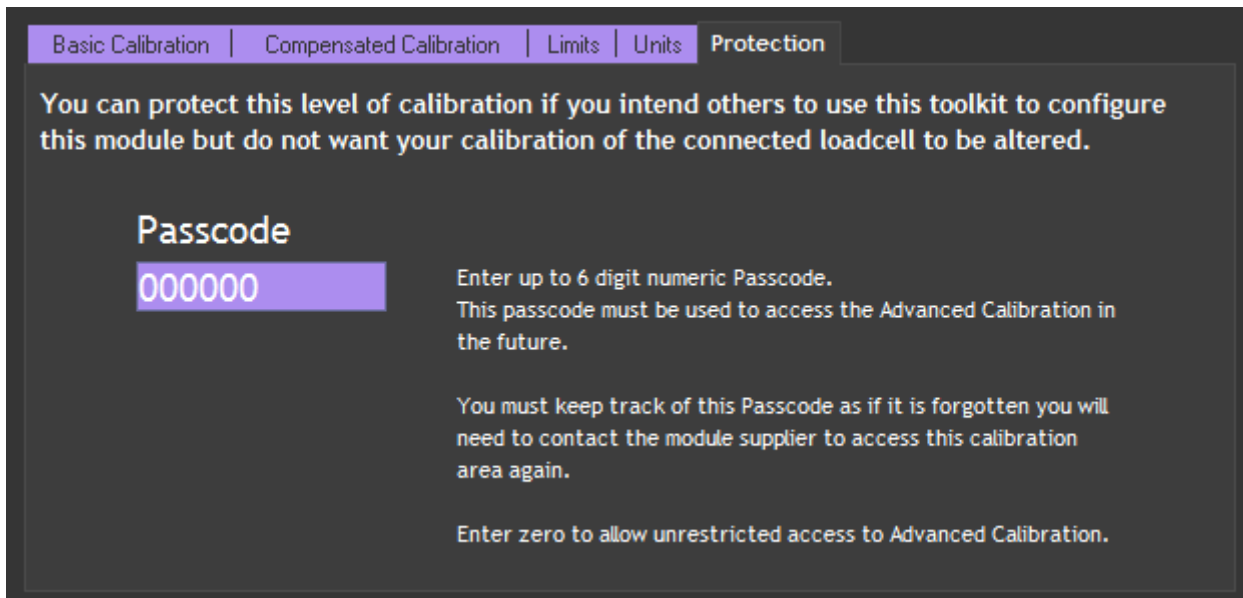 Basic Calibration | Compensated Calibration | Limits | Units Protection
You can protect this level of calibration if you intend others to use this toolkit to configure
this module but do not want your calibration of the connected loadcell to be altered.
Passcode
000000
Enter up to 6 digit numeric Passcode.
This passcode must be used to access the Advanced Calibration in
the future.
You must keep track of this Passcode as if it is forgotten you will
need to contact the module supplier to access this calibration
area again.
Enter zero to allow unrestricted access to Advanced Calibration.